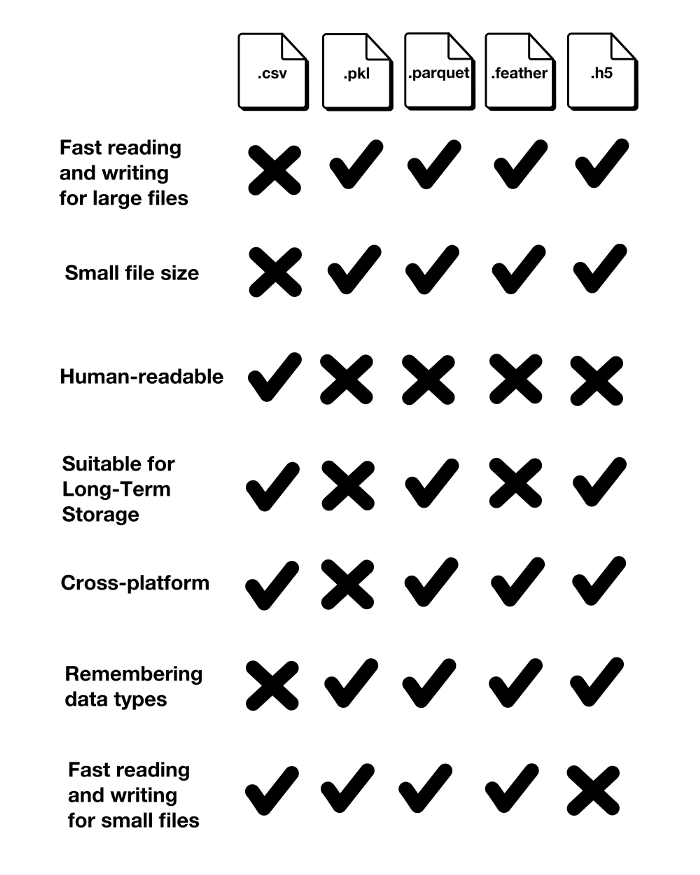 .csv .pkl .parquet .feather .h5
Fast reading
and writing
for large files
Small file size
Human-readable
Suitable for
Long-Term
Storage
Cross-platform
Remembering
data types
Fast reading
and writing
for small files